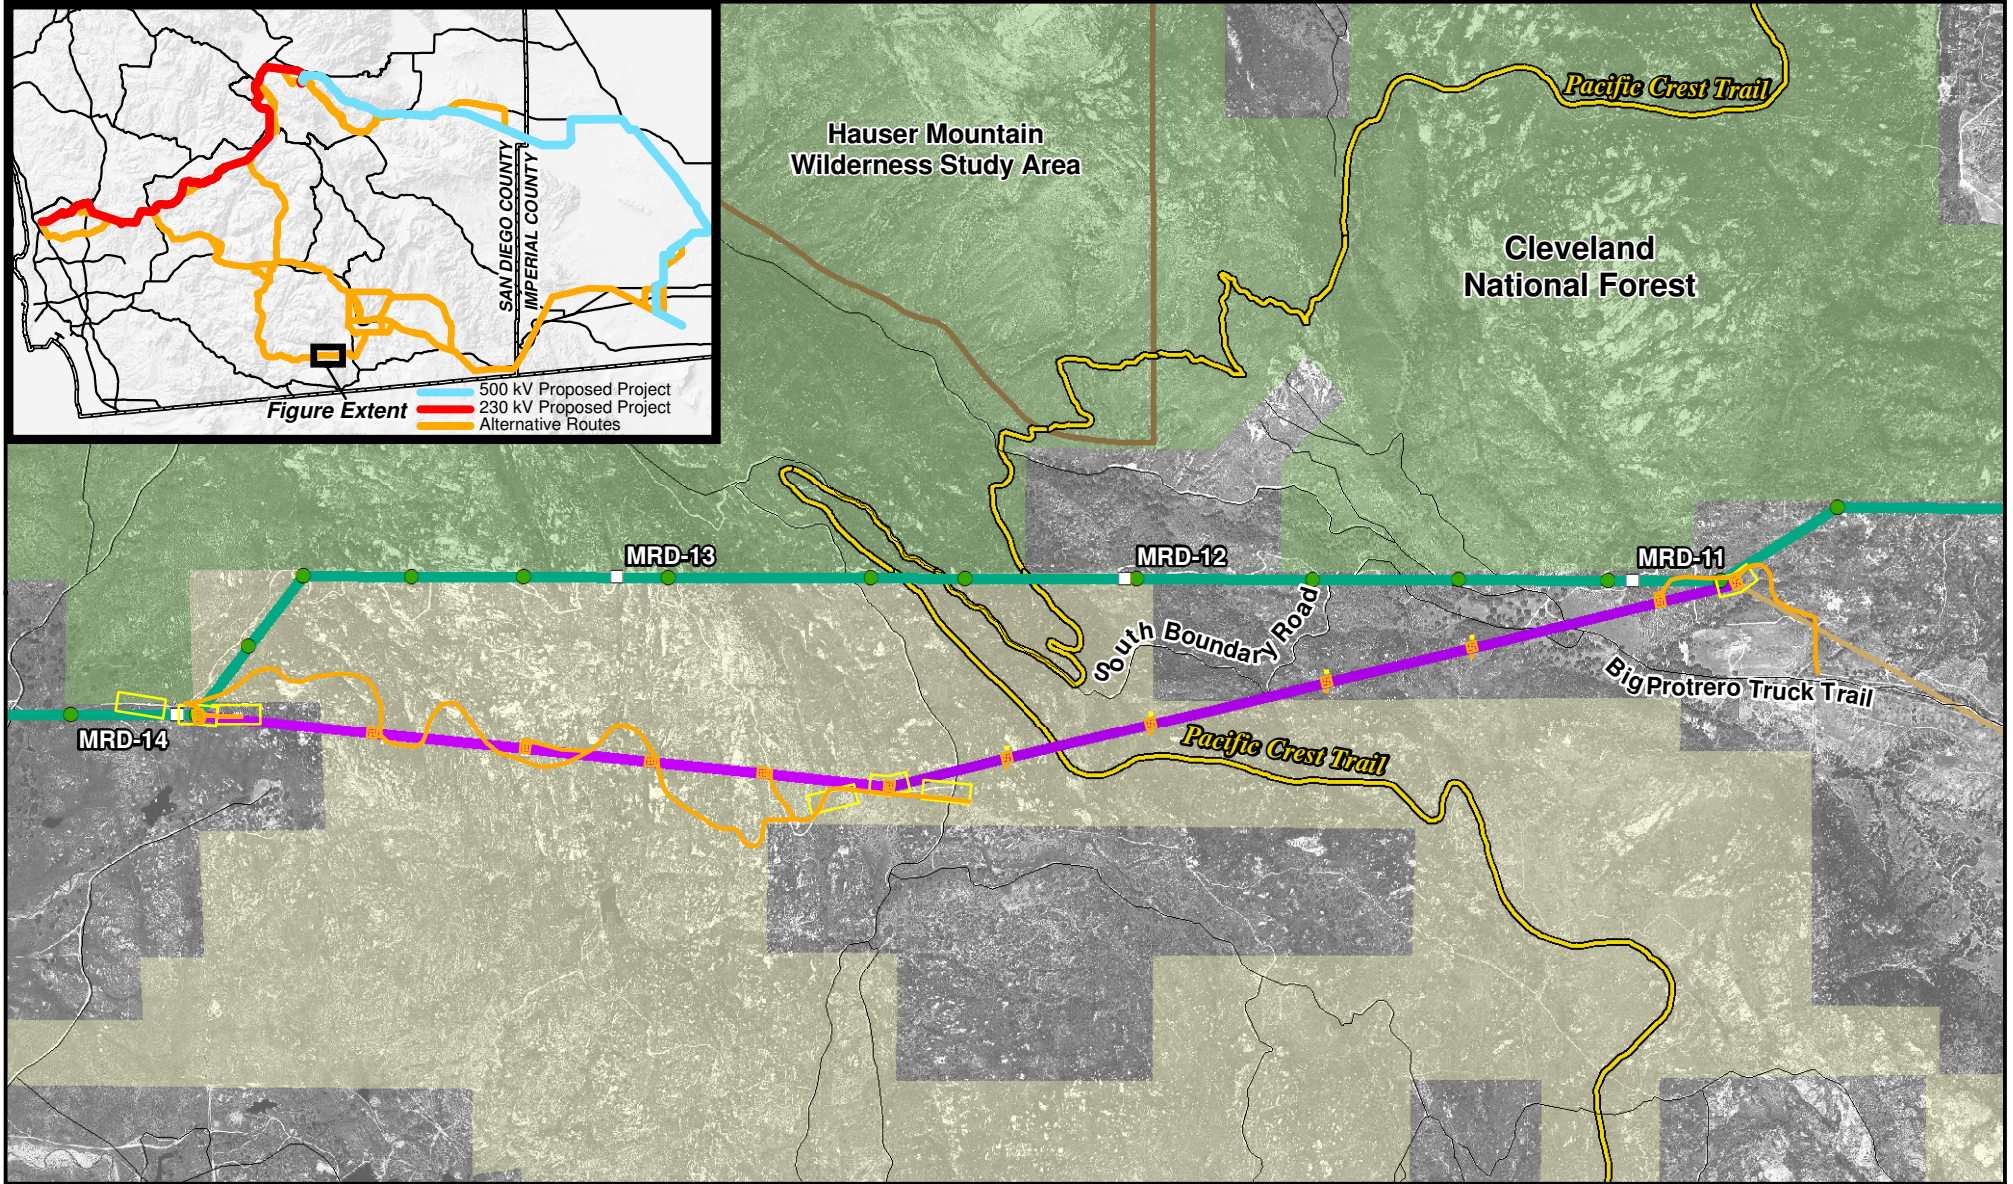 SAN DIEGO COUNTY
IMPERIAL COUNTY
Figure Extent
500 kV Proposed Project
230 kV Proposed Project
Alternative Routes
Pacific Crest Trail
Hauser Mountain
Wilderness Study Area
Cleveland
National Forest
MRD-13
MRD-12
MRD-11
South Boundary Road
Big Protrero Truck Trail
MRD-14
Pacific Crest Trail